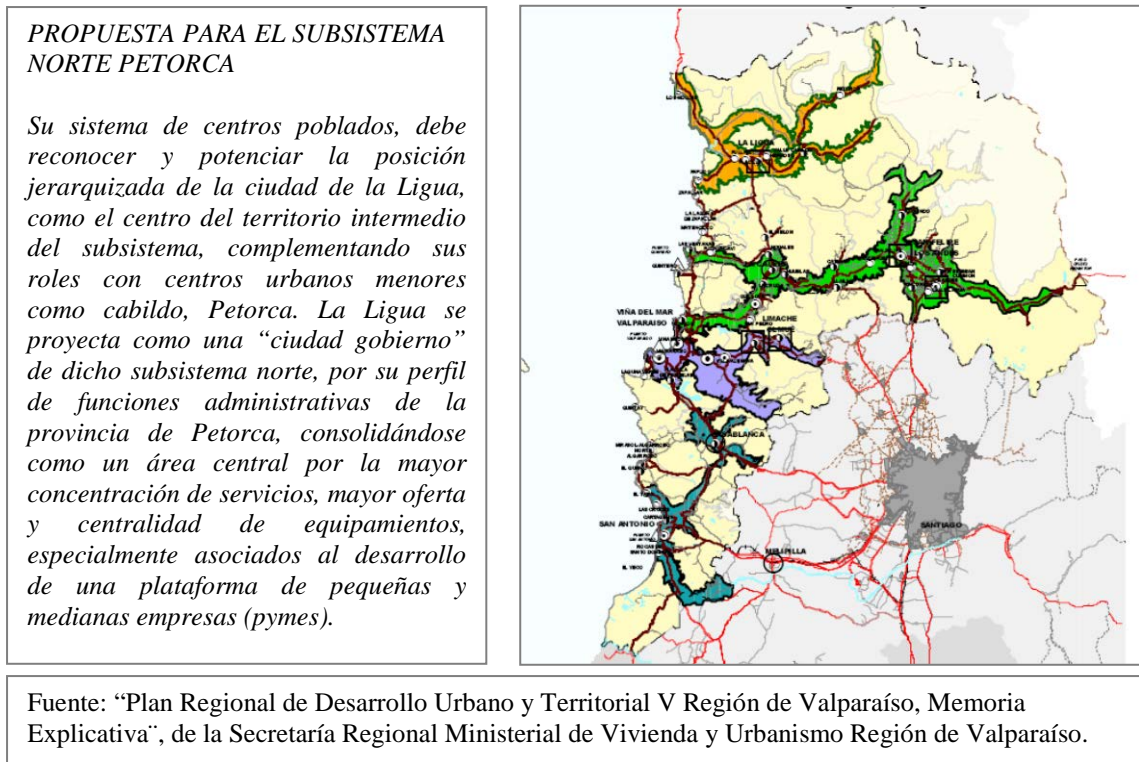 PROPUESTA PARA EL SUBSISTEMA
NORTE PETORCA
Su sistema de centros poblados, debe
reconocer y potenciar la posición
jerarquizada de la ciudad de la Ligua,
como el centro del territorio intermedio
del subsistema, complementando sus
roles con centros urbanos menores
como cabildo, Petorca. La Ligua se
proyecta como una “ciudad gobierno”
de dicho subsistema norte, por su perfil
de funciones administrativas de la
provincia de Petorca, consolidándose
como un área central por la mayor
concentración de servicios, mayor oferta
y centralidad de equipamientos,
especialmente asociados al desarrollo
de una plataforma de pequeñas y
medianas empresas (pymes).
LA LIGUA
QUINTERO
VIÑA DEL MAR
VALPARAISO
LIMACHE
SAN ANTONIO
MELIPILLA
SANTIAGO
EL YECO
Fuente: “Plan Regional de Desarrollo Urbano y Territorial V Región de Valparaíso, Memoria
Explicativa¨, de la Secretaría Regional Ministerial de Vivienda y Urbanismo Región de Valparaíso.